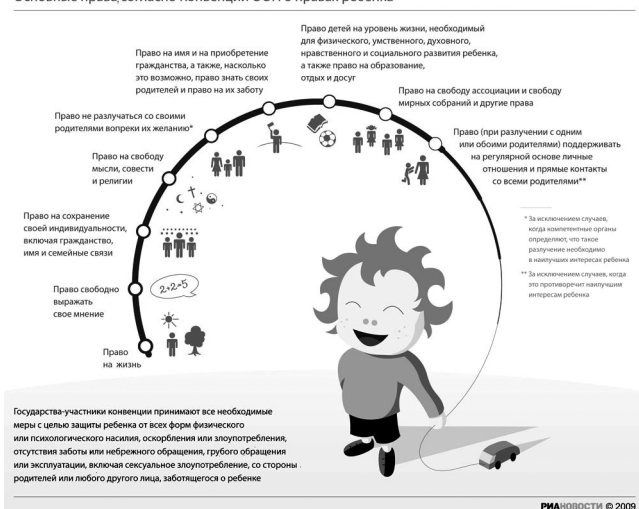 Основные права, согласно Конвенции ООН о правах ребенка
Право детей на уровень жизни, необходимый
для физического, умственного, духовного,
нравственного и социального развития ребенка,
а также право на образование,
отдых и досуг
Право на имя и на приобретение
гражданства, а также, насколько
это возможно, право знать своих
родителей и право на их заботу
Право на свободу ассоциации и свободу
мирных собраний и другие права
Право не разлучаться со своими
родителями вопреки их желанию*
Право (при разлучении с одним
или обоими родителями) поддерживать
на регулярной основе личные
отношения и прямые контакты
со всеми родителями**
Право на свободу
мысли, совести
и религии
Право на сохранение
своей индивидуальности,
включая гражданство,
имя и семейные связи
* За исключением случаев,
когда компетентные органы
определяют, что такое
разлучение необходимо
в наилучших интересах ребенка
** За исключением случаев, когда
это противоречит наилучшим
интересам ребенка
Право свободно
выражать
свое мнение
2+2=5
Право
на жизнь
Государства-участники конвенции принимают все необходимые
меры с целью защиты ребенка от всех форм физического
или психологического насилия, оскорбления или злоупотребления,
отсутствия заботы или небрежного обращения, грубого обращения
или эксплуатации, включая сексуальное злоупотребление, со стороны
родителей или любого другого лица, заботящегося о ребенке
РИАНОВОСТИ © 2009